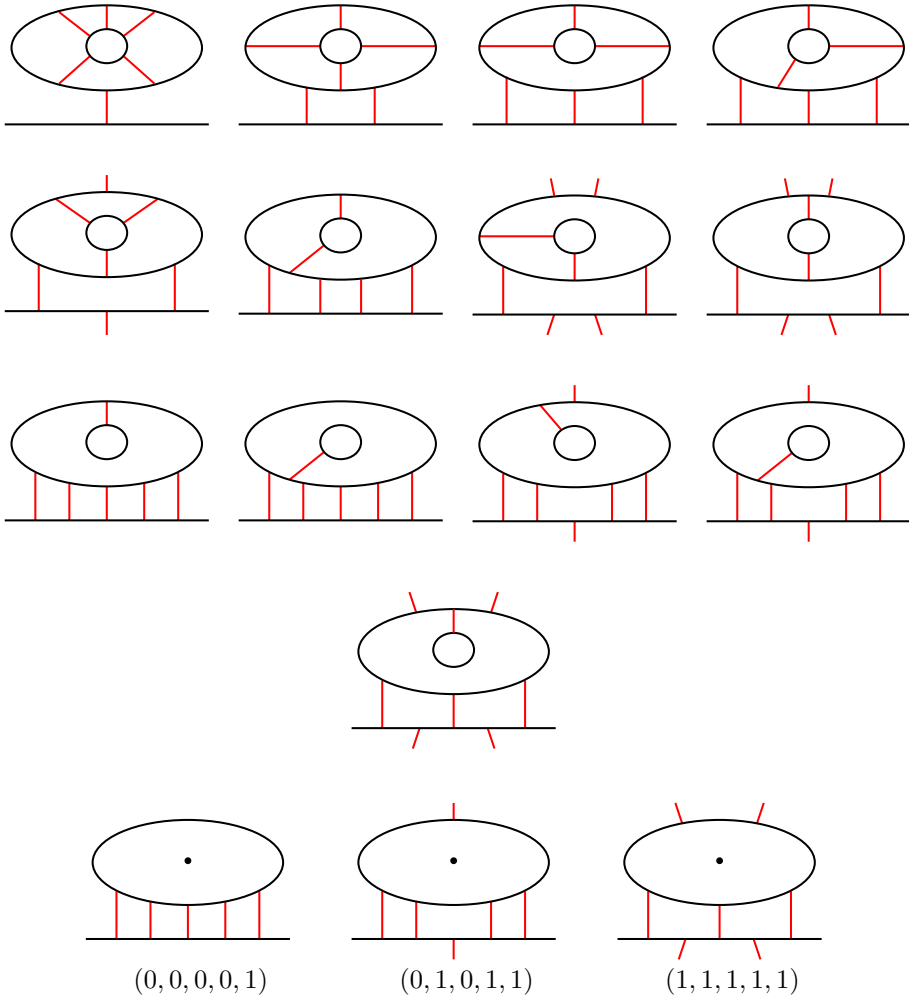 (0, 0, 0, 0, 1) (0, 1, 0, 1, 1) (1, 1, 1, 1, 1)